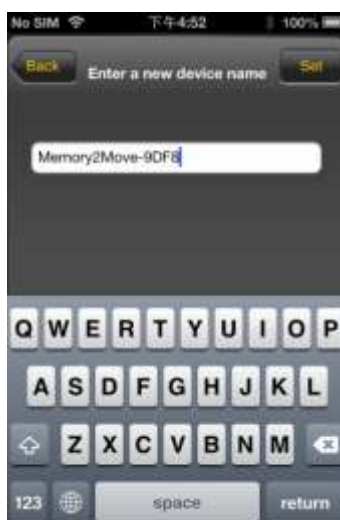 No SIM 下午4:52 100%
Back Enter a new device name Set
Memory2Move-9DF8
Q W E R T Y U I O P
A S D F G H J K L
Z X C V B N M
123 space return